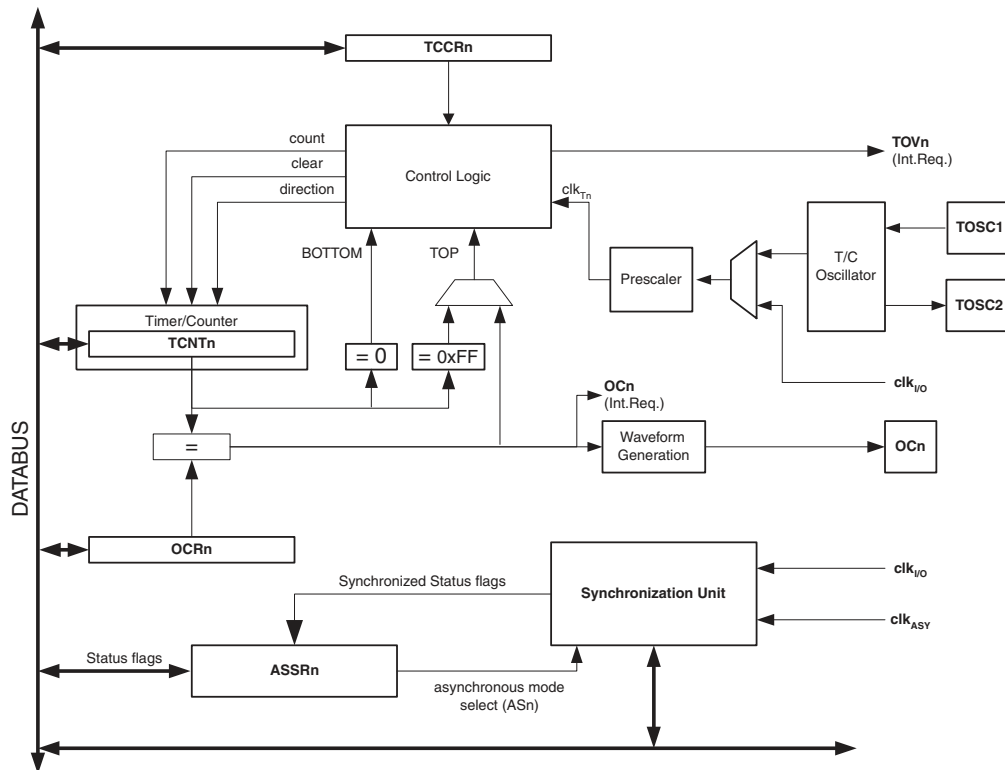 TCCRn
count
clear
direction
Control Logic
TOVn
(Int.Req.)
clkTn
BOTTOM
TOP
TOSC1
T/C
Oscillator
Prescaler
TOSC2
Timer/Counter
TCNTn
= 0
= 0xFF
clkI/O
OCn
(Int.Req.)
Waveform
Generation
OCn
=
DATABUS
OCRn
Synchronized Status flags
Synchronization Unit
clkI/O
clkASY
Status flags
ASSRn
asynchronous mode
select (ASn)